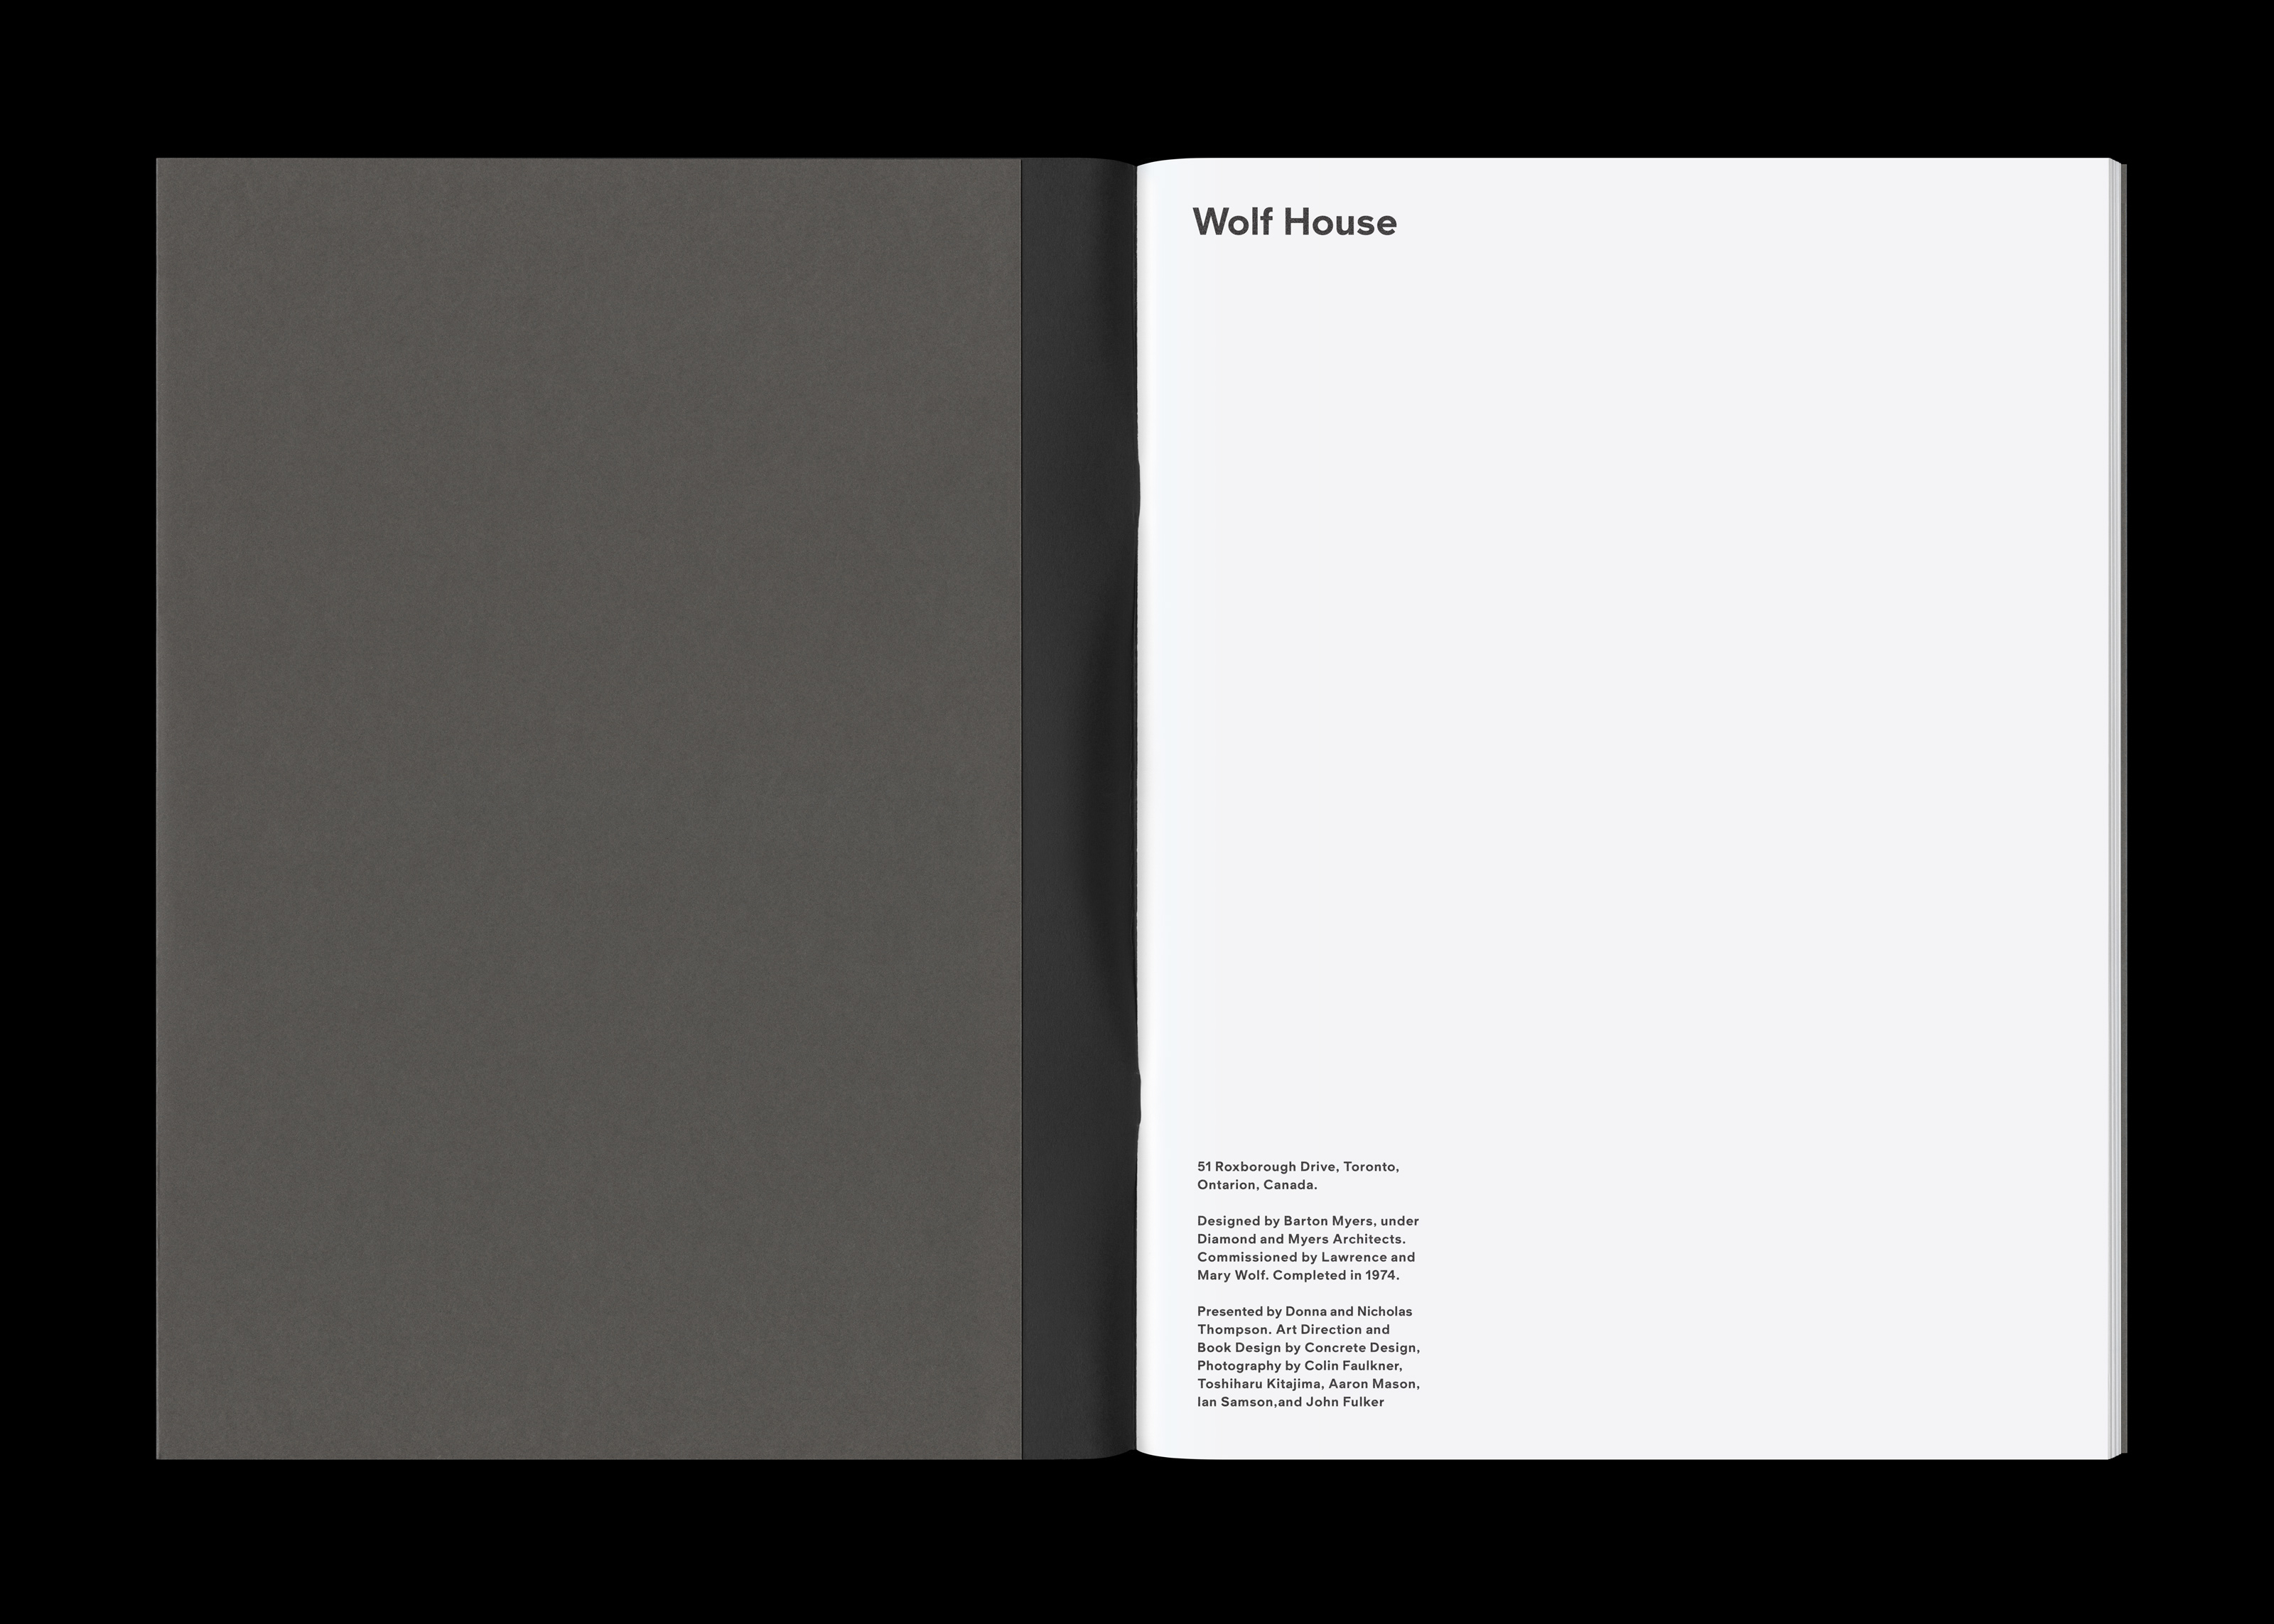 Wolf House
51 Roxborough Drive, Toronto,
Ontarion, Canada.
Designed by Barton Myers, under
Diamond and Myers Architects.
Commissioned by Lawrence and
Mary Wolf. Completed in 1974.
Presented by Donna and Nicholas
Thompson. Art Direction and
Book Design by Concrete Design,
Photography by Colin Faulkner,
Toshiharu Kitajima, Aaron Mason,
Ian Samson,and John Fulker